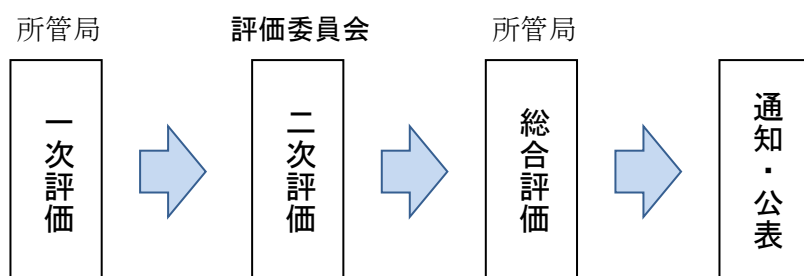 所管局
評価委員会
所管局
一次評価
二次評価
総合評価
通知・公表